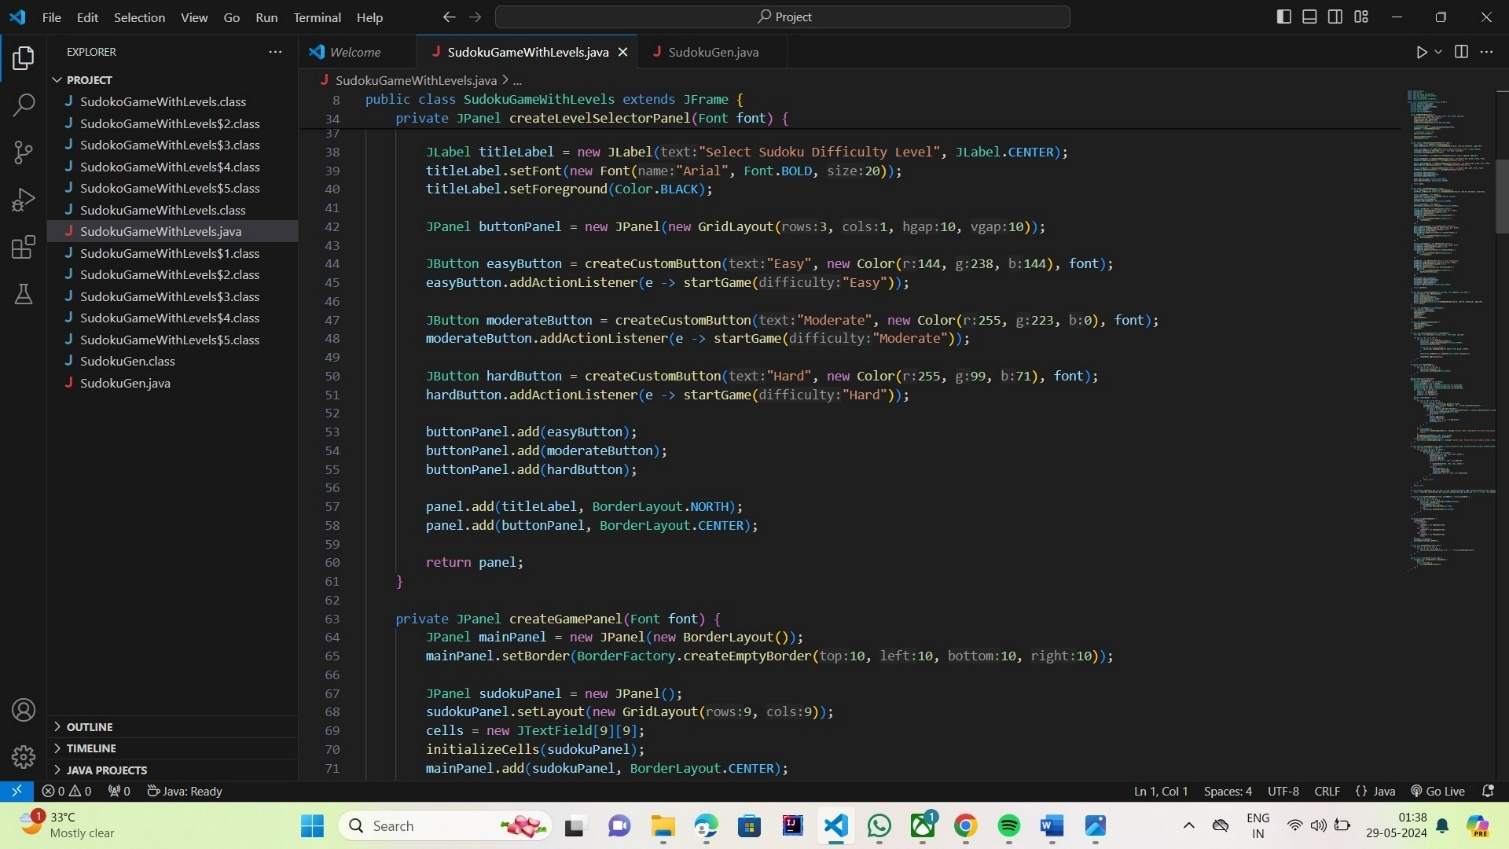 File Edit Selection View Go Run Terminal Help
Project
EXPLORER
PROJECT
SudokoGameWithLevels.class
SudokuGameWithLevels$2.class
SudokuGameWithLevels$3.class
SudokuGameWithLevels$4.class
SudokuGameWithLevels$5.class
SudokuGameWithLevels.class
SudokuGameWithLevels.java
SudokuGameWithLevels$1.class
SudokuGameWithLevels$2.class
SudokuGameWithLevels$3.class
SudokuGameWithLevels$4.class
SudokuGameWithLevels$5.class
SudokuGen.class
SudokuGen.java
OUTLINE
TIMELINE
JAVA PROJECTS
Welcome
SudokuGameWithLevels.java
SudokuGen.java
SudokuGameWithLevels.java > ...
8 public class SudokuGameWithLevels extends JFrame {
34 private JPanel createLevelSelectorPanel(Font font) {
37
38 JLabel titleLabel = new JLabel(text:"Select Sudoku Difficulty Level", JLabel.CENTER);
39 titleLabel.setFont(new Font(name:"Arial", Font.BOLD, size:20));
40 titleLabel.setForeground(Color.BLACK);
41
42 JPanel buttonPanel = new JPanel(new GridLayout(rows:3, cols:1, hgap:10, vgap:10));
43
44 JButton easyButton = createCustomButton(text:"Easy", new Color(r:144, g:238, b:144), font);
45 easyButton.addActionListener(e -> startGame(difficulty:"Easy"));
46
47 JButton moderateButton = createCustomButton(text:"Moderate", new Color(r:255, g:223, b:0), font);
48 moderateButton.addActionListener(e -> startGame(difficulty:"Moderate"));
49
50 JButton hardButton = createCustomButton(text:"Hard", new Color(r:255, g:99, b:71), font);
51 hardButton.addActionListener(e -> startGame(difficulty:"Hard"));
52
53 buttonPanel.add(easyButton);
54 buttonPanel.add(moderateButton);
55 buttonPanel.add(hardButton);
56
57 panel.add(titleLabel, BorderLayout.NORTH);
58 panel.add(buttonPanel, BorderLayout.CENTER);
59
60 return panel;
61 }
62
63 private JPanel createGamePanel(Font font) {
64 JPanel mainPanel = new JPanel(new BorderLayout());
65 mainPanel.setBorder(BorderFactory.createEmptyBorder(top:10, left:10, bottom:10, right:10));
66
67 JPanel sudokuPanel = new JPanel();
68 sudokuPanel.setLayout(new GridLayout(rows:9, cols:9));
69 cells = new JTextField[9][9];
70 initializeCells(sudokuPanel);
71 mainPanel.add(sudokuPanel, BorderLayout.CENTER);
0 0 0 Java: Ready
Ln 1, Col 1 Spaces: 4 UTF-8 CRLF {} Java Go Live
1
33°C
Mostly clear
Search
1
ENG
IN
01:38
29-05-2024
PRE